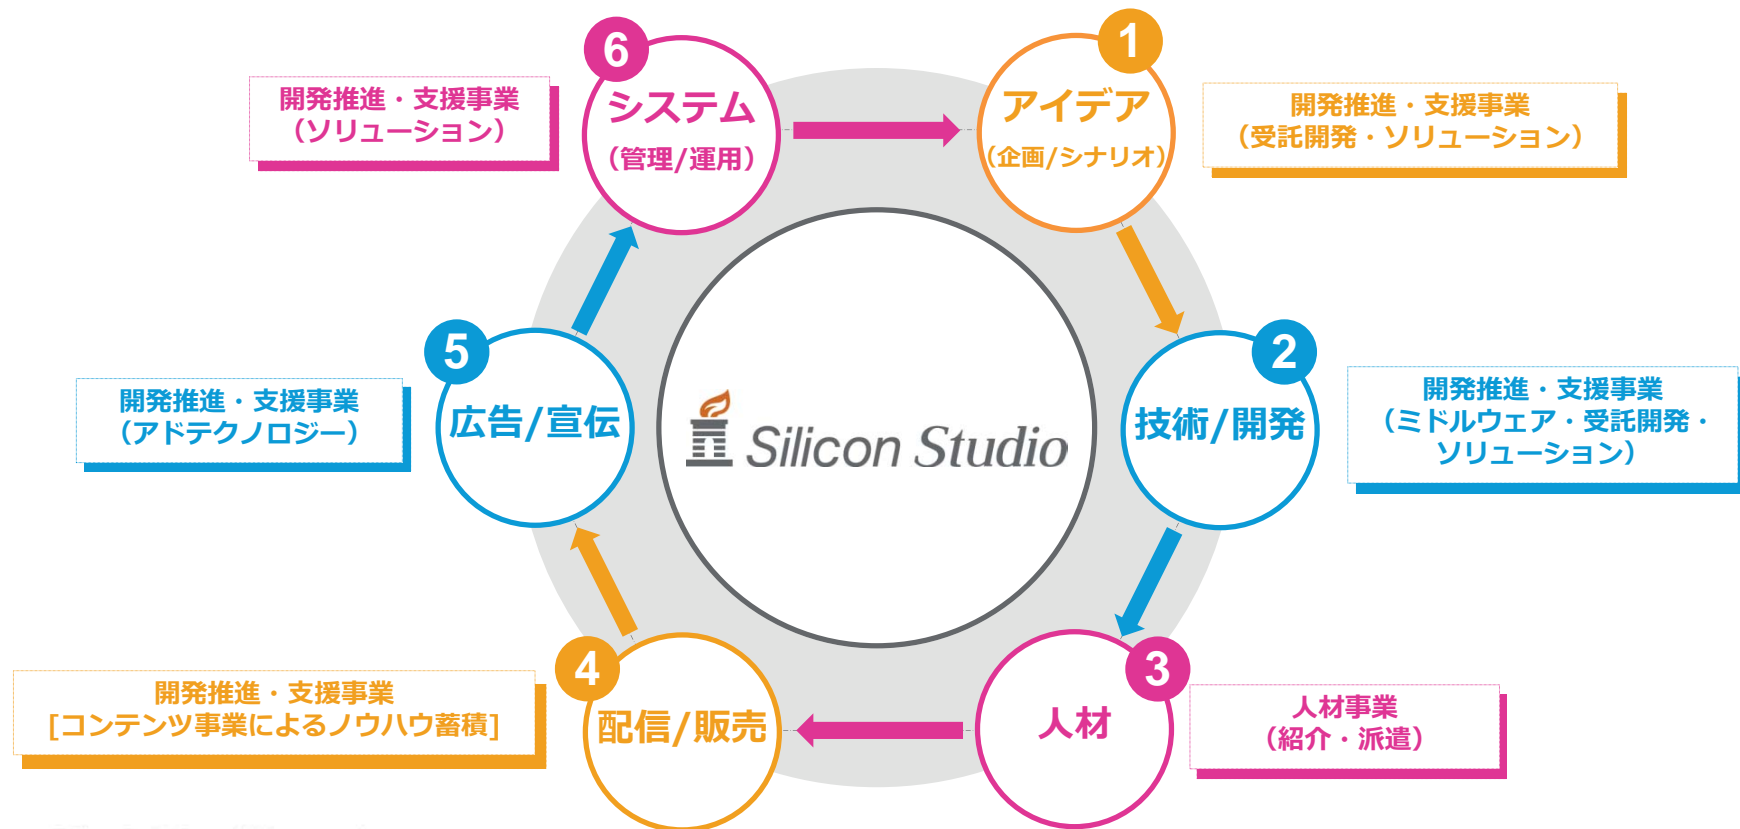 1
アイデア
（企画/シナリオ）
開発推進・支援事業
（受託開発・ソリューション）
2
技術/開発
開発推進・支援事業
（ミドルウェア・受託開発・
ソリューション）
3
人材
人材事業
（紹介・派遣）
4
配信/販売
開発推進・支援事業
[コンテンツ事業によるノウハウ蓄積]
5
広告/宣伝
開発推進・支援事業
（アドテクノロジー）
6
システム
（管理/運用）
開発推進・支援事業
（ソリューション）
Silicon Studio